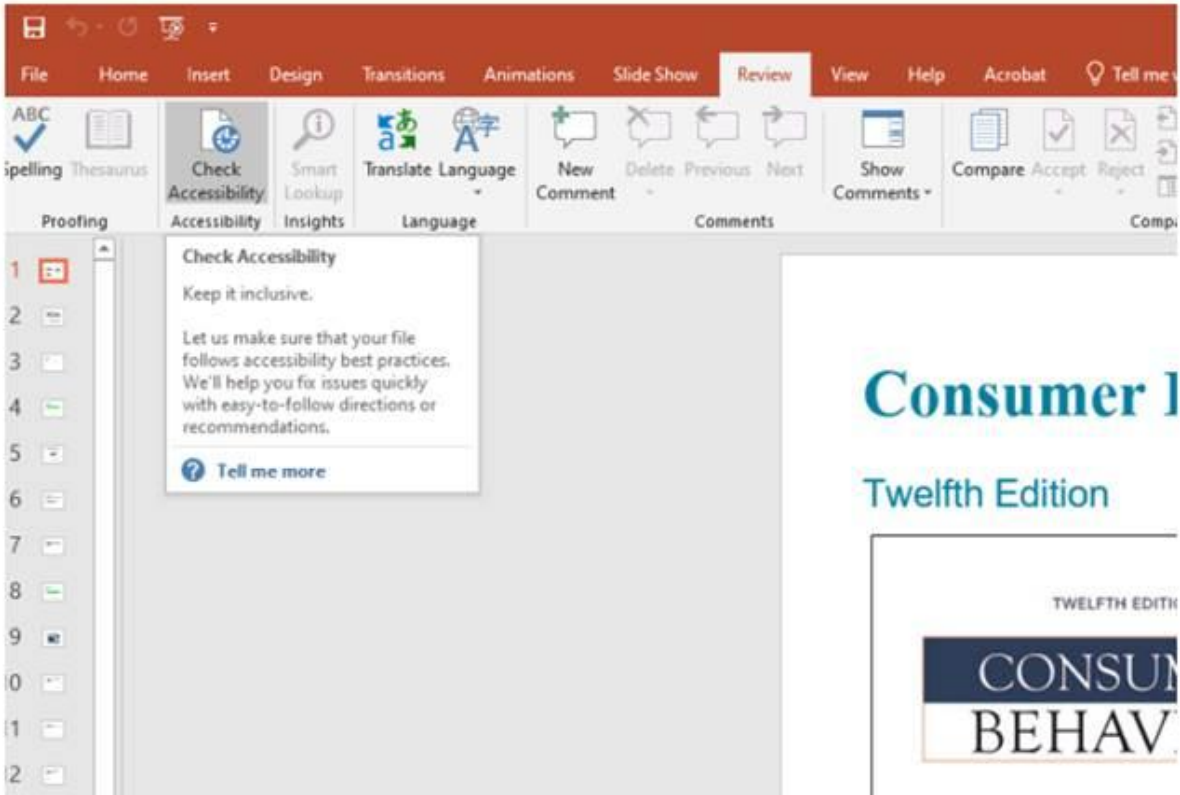 File Home Insert Design Transitions Animations Slide Show Review View Help Acrobat Tell me
ABC
Spelling Thesaurus Check Accessibility Smart Lookup Translate Language New Comment Delete Previous Next Show Comments Compare Accept Reject
Proofing Accessibility Insights Language Comments
Check Accessibility
Keep it inclusive.
Let us make sure that your file
follows accessibility best practices.
We'll help you fix issues quickly
with easy-to-follow directions or
recommendations.
Tell me more
1
2
3
4
5
6
7
8
9
10
11
12
Consumer
Twelfth Edition
TWELFTH